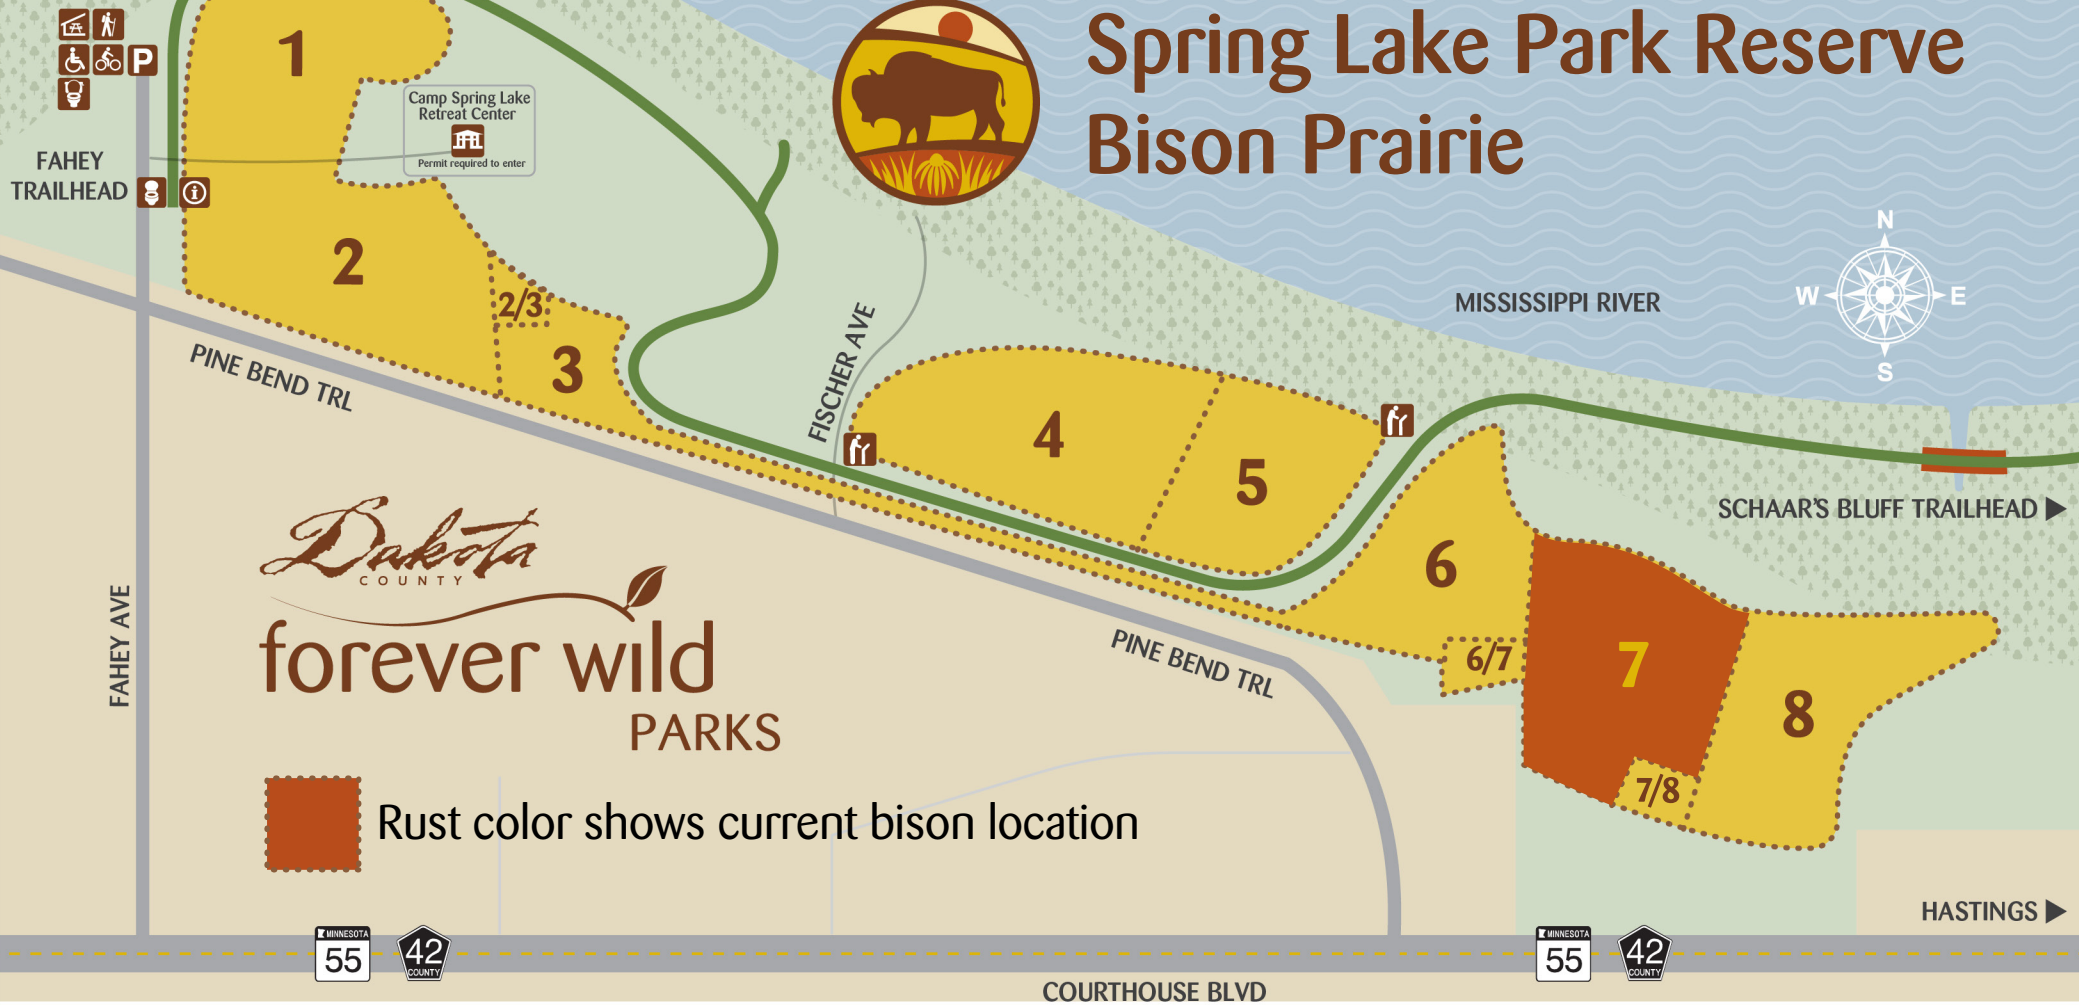 Spring Lake Park Reserve
Bison Prairie
1
P
Camp Spring Lake
Retreat Center
Permit required to enter
FAHEY
TRAILHEAD
i
2
2/3
3
PINE BEND TRL
FISCHER AVE
MISSISSIPPI RIVER
N
W
E
S
4
5
6
SCHAAR'S BLUFF TRAILHEAD
6/7
7
8
7/8
PINE BEND TRL
FAHEY AVE
Dakota
COUNTY
forever wild
PARKS
Rust color shows current bison location
HASTINGS
MINNESOTA
55
42
COUNTY
MINNESOTA
55
42
COUNTY
COURTHOUSE BLVD